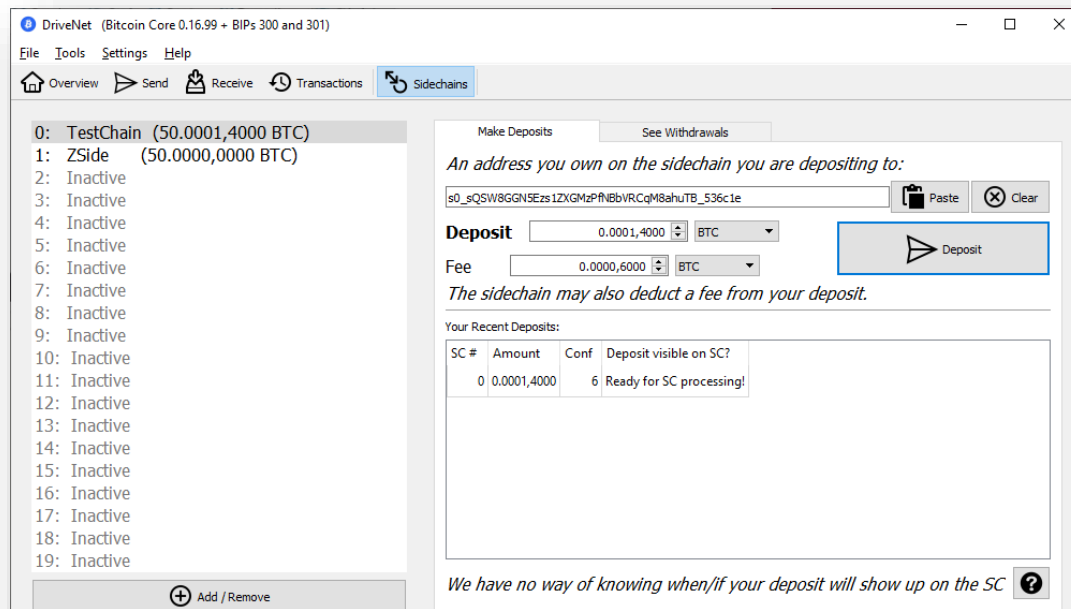 DriveNet (Bitcoin Core 0.16.99 + BIPs 300 and 301)
File Tools Settings Help
Overview Send Receive Transactions Sidechains
0: TestChain (50.0001,4000 BTC)
1: ZSide (50.0000,0000 BTC)
2: Inactive
3: Inactive
4: Inactive
5: Inactive
6: Inactive
7: Inactive
8: Inactive
9: Inactive
10: Inactive
11: Inactive
12: Inactive
13: Inactive
14: Inactive
15: Inactive
16: Inactive
17: Inactive
18: Inactive
19: Inactive
Add / Remove
Make Deposits See Withdrawals
An address you own on the sidechain you are depositing to:
s0_sQSW8GGN5Ezs1ZXGMzPfNBbVRCqM8ahuTB_536c1e Paste Clear
Deposit 0.0001,4000 BTC Deposit
Fee 0.0000,6000 BTC
The sidechain may also deduct a fee from your deposit.
Your Recent Deposits:
SC # Amount Conf Deposit visible on SC?
0 0.0001,4000 6 Ready for SC processing!
We have no way of knowing when/if your deposit will show up on the SC ?